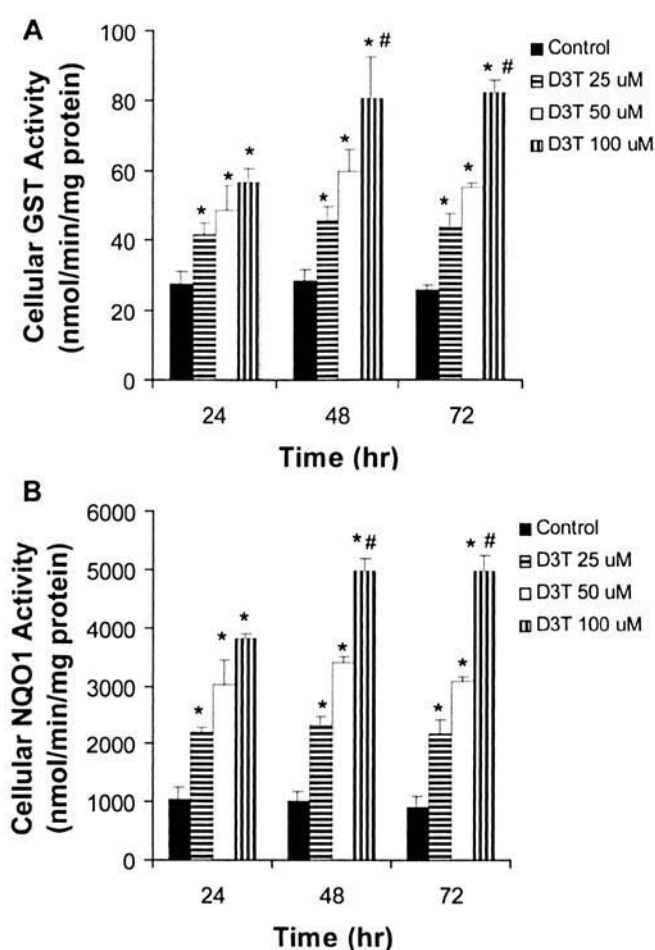 A
Cellular GST Activity
(nmol/min/mg protein)
100
80
60
40
20
0
* * *
* * * #
* * * #
24 48 72
Time (hr)
Control
D3T 25 uM
D3T 50 uM
D3T 100 uM
B
Cellular NQO1 Activity
(nmol/min/mg protein)
6000
5000
4000
3000
2000
1000
0
* * *
* * *#
* * * #
24 48 72
Time (hr)
Control
D3T 25 uM
D3T 50 uM
D3T 100 uM